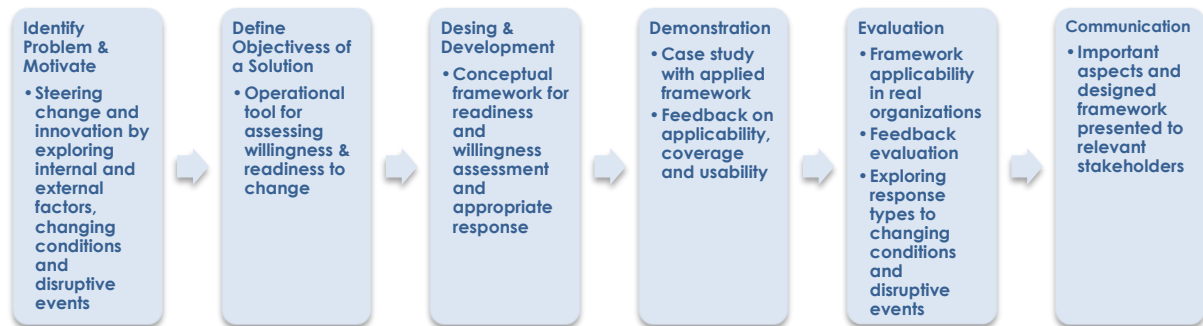 Identify
Problem &
Motivate
• Steering
change and
innovation by
exploring
internal and
external
factors,
changing
conditions
and
disruptive
events
Define
Objectivess of
a Solution
• Operational
tool for
assessing
willingness &
readiness to
change
Desing &
Development
• Conceptual
framework for
readiness
and
willingness
assessment
and
appropriate
response
Demonstration
• Case study
with applied
framework
• Feedback on
applicability,
coverage
and usability
Evaluation
• Framework
applicability
in real
organizations
• Feedback
evaluation
• Exploring
response
types to
changing
conditions
and
disruptive
events
Communication
• Important
aspects and
designed
framework
presented to
relevant
stakeholders